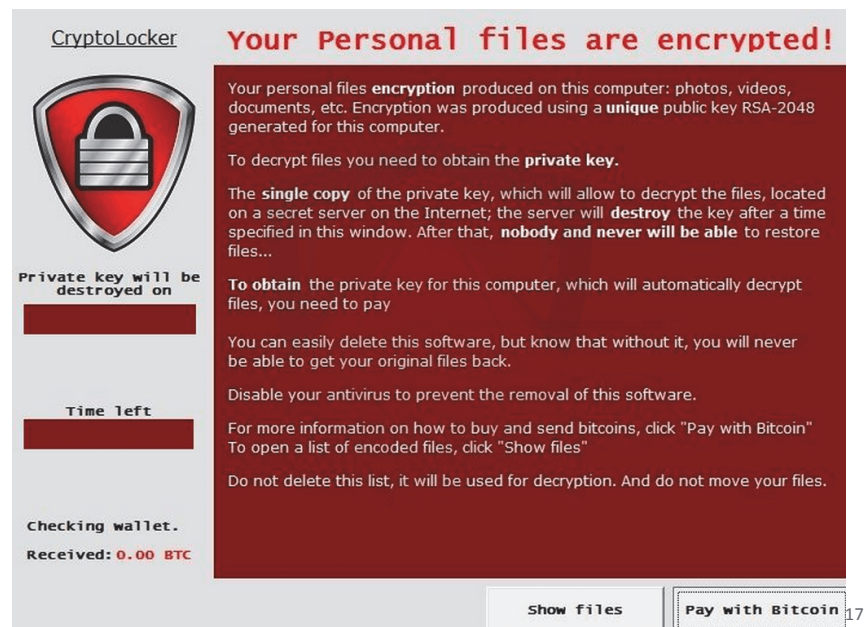 CryptoLocker
Your Personal files are encrypted!
Your personal files encryption produced on this computer: photos, videos,
documents, etc. Encryption was produced using a unique public key RSA-2048
generated for this computer.
To decrypt files you need to obtain the private key.
The single copy of the private key, which will allow to decrypt the files, located
on a secret server on the Internet; the server will destroy the key after a time
specified in this window. After that, nobody and never will be able to restore
files...
To obtain the private key for this computer, which will automatically decrypt
files, you need to pay
You can easily delete this software, but know that without it, you will never
be able to get your original files back.
Disable your antivirus to prevent the removal of this software.
For more information on how to buy and send bitcoins, click "Pay with Bitcoin"
To open a list of encoded files, click "Show files"
Do not delete this list, it will be used for decryption. And do not move your files.
Private key will be
destroyed on
Time left
Checking wallet.
Received: 0.00 BTC
Show files
Pay with Bitcoin
17